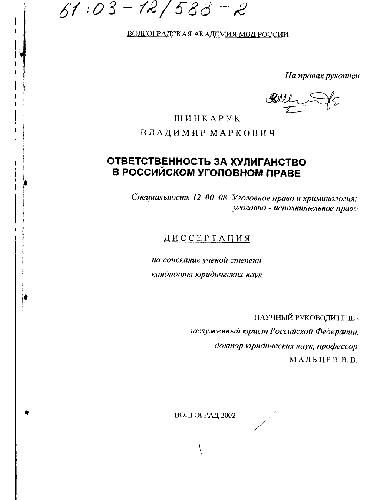 61:03-12/588-2
ВОЛГОГРАДСКАЯ АКАДЕМИЯ МВД РОССИИ
На правах рукописи
ШИНКАРУК
ВЛАДИМИР МАРКОВИЧ
ОТВЕТСТВЕННОСТЬ ЗА ХУЛИГАНСТВО
В РОССИЙСКОМ УГОЛОВНОМ ПРАВЕ
Специальность 12 00 08 Уголовное право и криминология;
уголовно - исполнительное право
ДИССЕРТАЦИЯ
на соискание ученой степени
кандидата юридических наук
НАУЧНЫЙ РУКОВОДИТЕЛЬ -
заслуженный юрист Российской Федерации,
доктор юридических наук, профессор
МАЛЬЦЕВ В.В.
ВОЛГОГРАД 2002